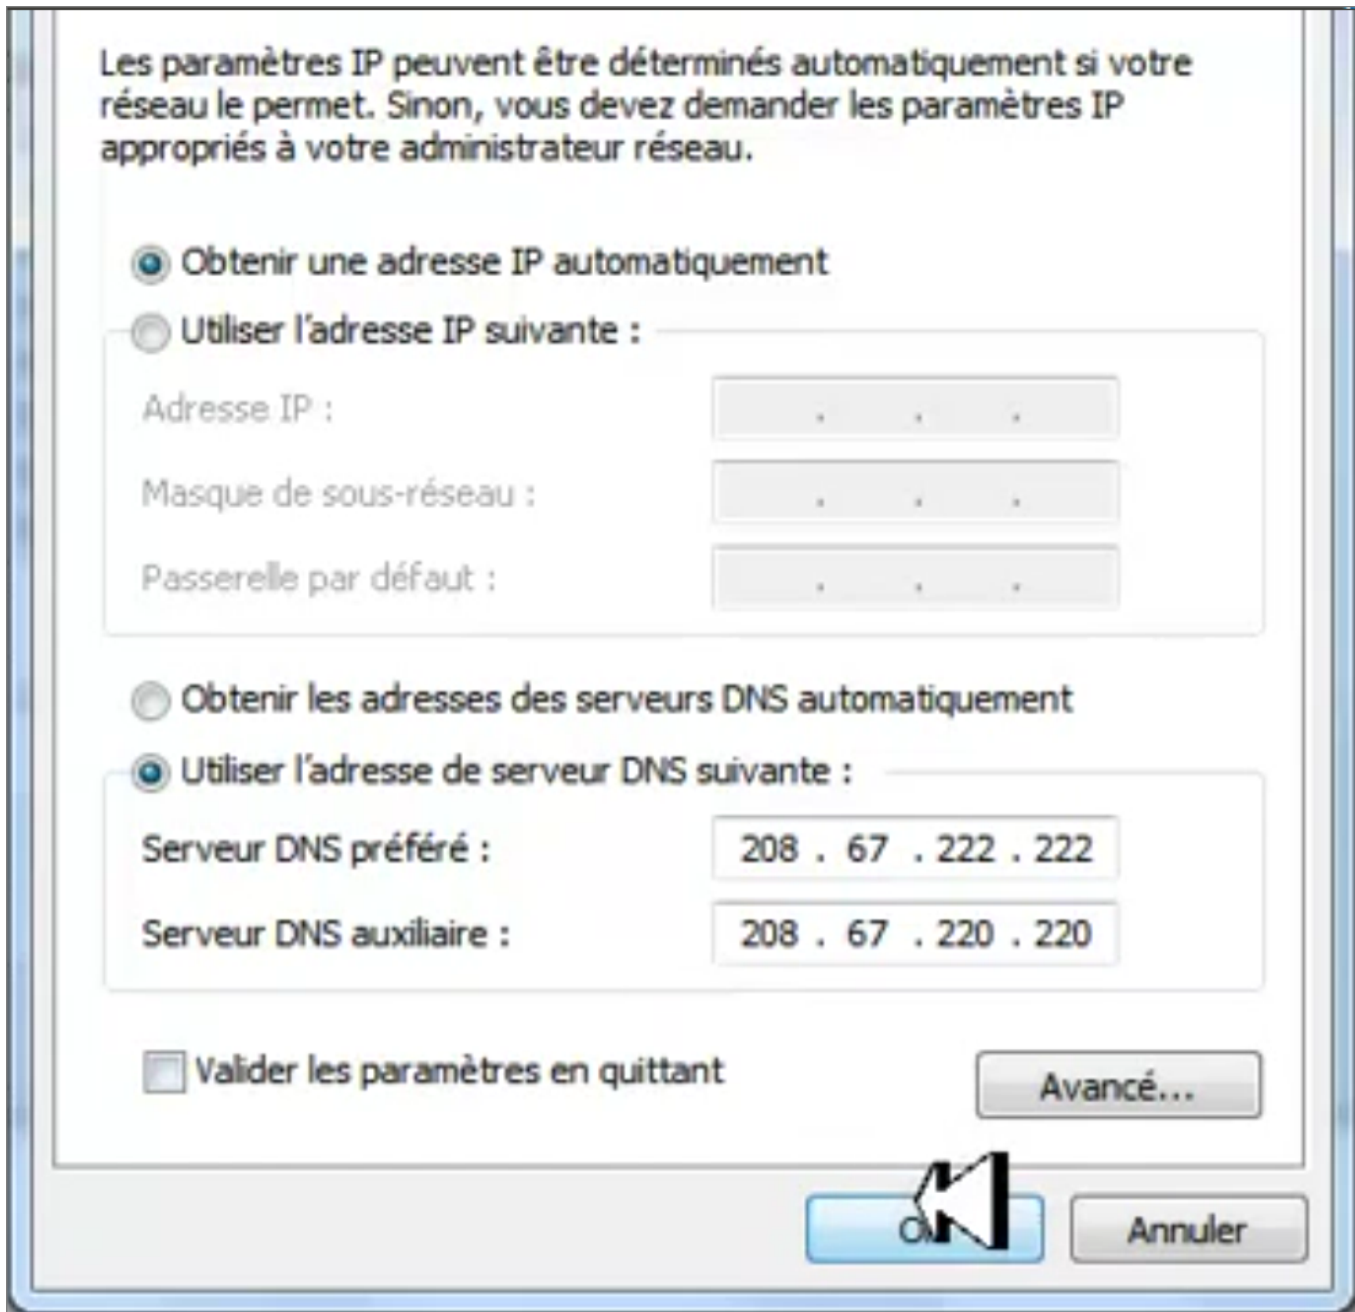 Les paramètres IP peuvent être déterminés automatiquement si votre
réseau le permet. Sinon, vous devez demander les paramètres IP
appropriés à votre administrateur réseau.
Obtenir une adresse IP automatiquement
Utiliser l'adresse IP suivante :
Adresse IP :
Masque de sous-réseau :
Passerelle par défaut :
Obtenir les adresses des serveurs DNS automatiquement
Utiliser l'adresse de serveur DNS suivante :
Serveur DNS préféré : 208 . 67 . 222 . 222
Serveur DNS auxiliaire : 208 . 67 . 220 . 220
Valider les paramètres en quittant
Avancé...
Annuler